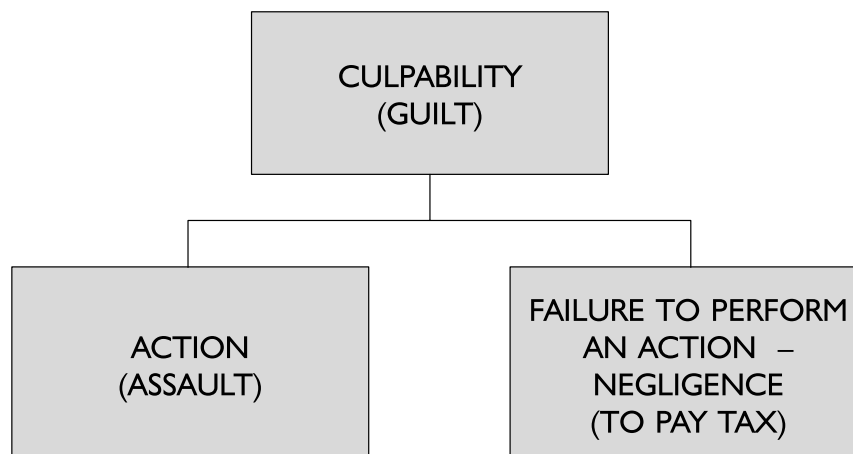 CULPABILITY
(GUILT)
ACTION
(ASSAULT)
FAILURE TO PERFORM
AN ACTION –
NEGLIGENCE
(TO PAY TAX)